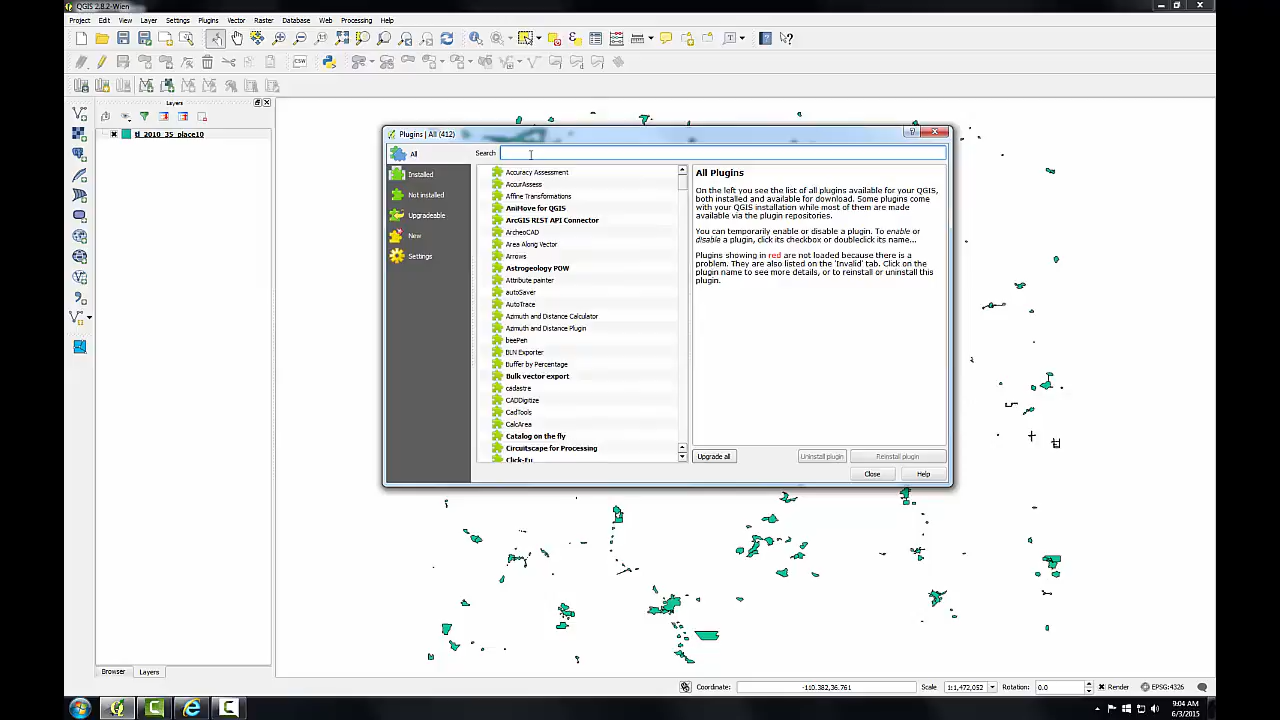 QGIS 2.8.2-Wien
Project Edit View Layer Settings Plugins Vector Raster Database Web Processing Help
CSW
Layers
tl_2010_35_place10
Plugins | All (412)
All
Installed
Not installed
Upgradeable
New
Settings
Search
Accuracy Assessment
AccurAssess
Affine Transformations
AniMove for QGIS
ArcGIS REST API Connector
ArcheoCAD
Area Along Vector
Arrows
Astrogeology POW
Attribute painter
autoSaver
AutoTrace
Azimuth and Distance Calculator
Azimuth and Distance Plugin
beePen
BLN Exporter
Buffer by Percentage
Bulk vector export
cadastre
CADDigitize
CadTools
CalcArea
Catalog on the fly
Circuitscape for Processing
Click-Fu
All Plugins
On the left you see the list of all plugins available for your QGIS,
both installed and available for download. Some plugins come
with your QGIS installation while most of them are made
available via the plugin repositories.
You can temporarily enable or disable a plugin. To enable or
disable a plugin, click its checkbox or doubleclick its name...
Plugins showing in red are not loaded because there is a
problem. They are also listed on the 'Invalid' tab. Click on the
plugin name to see more details, or to reinstall or uninstall this
plugin.
Upgrade all
Uninstall plugin
Reinstall plugin
Close
Help
Browser Layers
Coordinate: -110.382,36.761 Scale 1:1,472,052 Rotation: 0.0 Render EPSG:4326
9:04 AM
6/3/2015